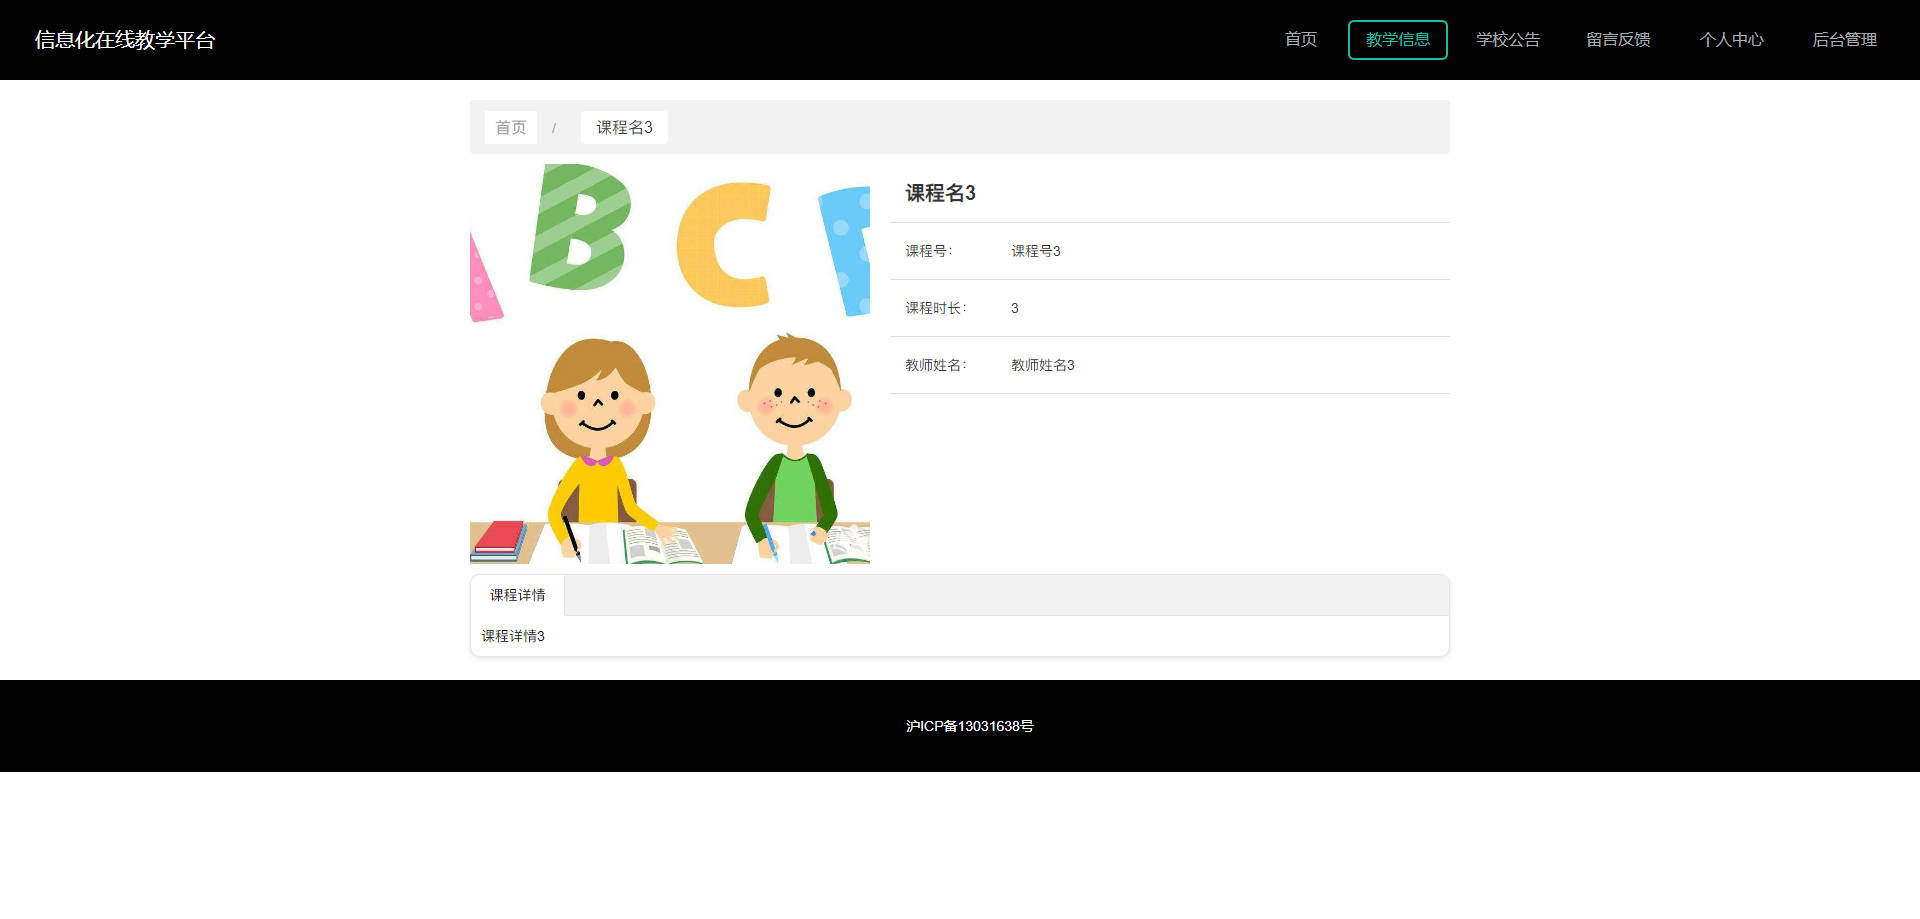 信息化在线教学平台
首页 教学信息 学校公告 留言反馈 个人中心 后台管理
首页 / 课程名3
A B C
课程名3
课程号： 课程号3
课程时长： 3
教师姓名： 教师姓名3
课程详情
课程详情3
沪ICP备13031638号